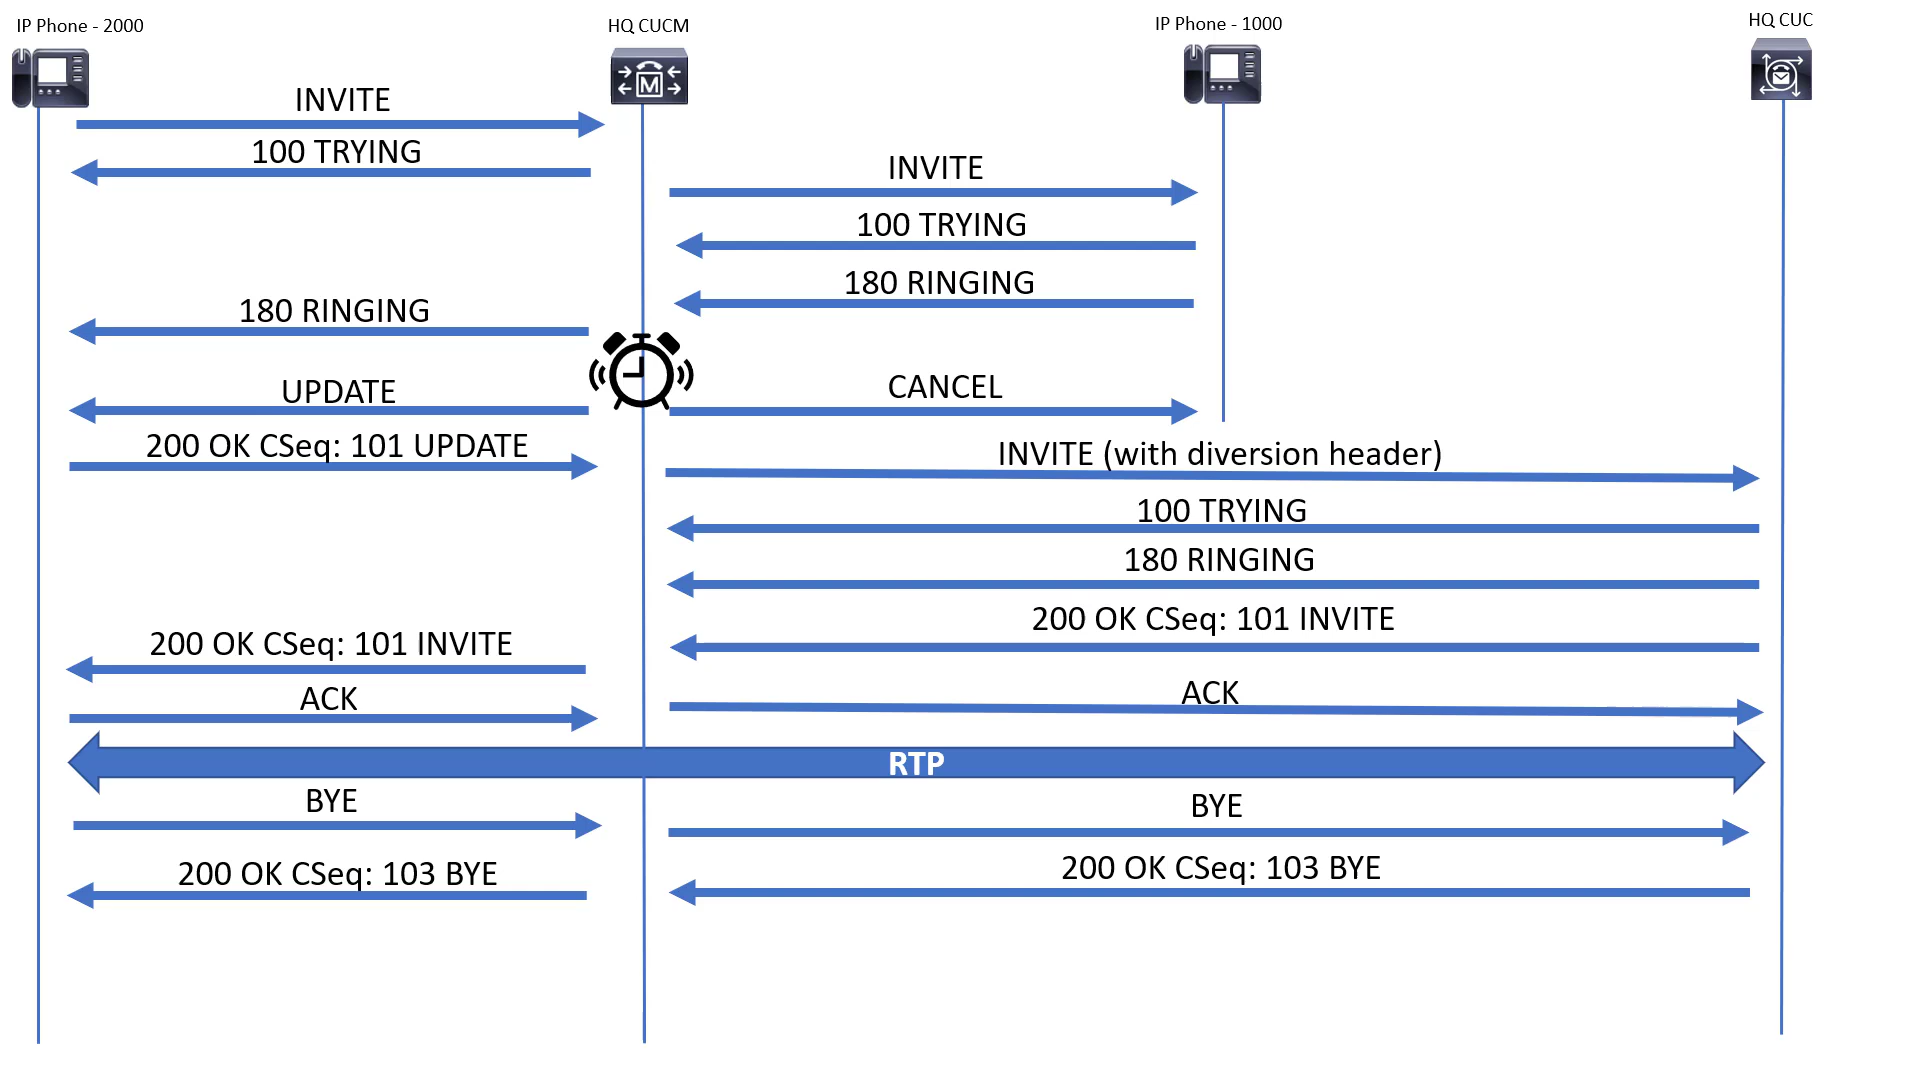 IP Phone - 2000
HQ CUCM
IP Phone - 1000
HQ CUC
M
INVITE
100 TRYING
INVITE
100 TRYING
180 RINGING
180 RINGING
UPDATE
CANCEL
200 OK CSeq: 101 UPDATE
INVITE (with diversion header)
100 TRYING
180 RINGING
200 OK CSeq: 101 INVITE
200 OK CSeq: 101 INVITE
ACK
ACK
RTP
BYE
BYE
200 OK CSeq: 103 BYE
200 OK CSeq: 103 BYE